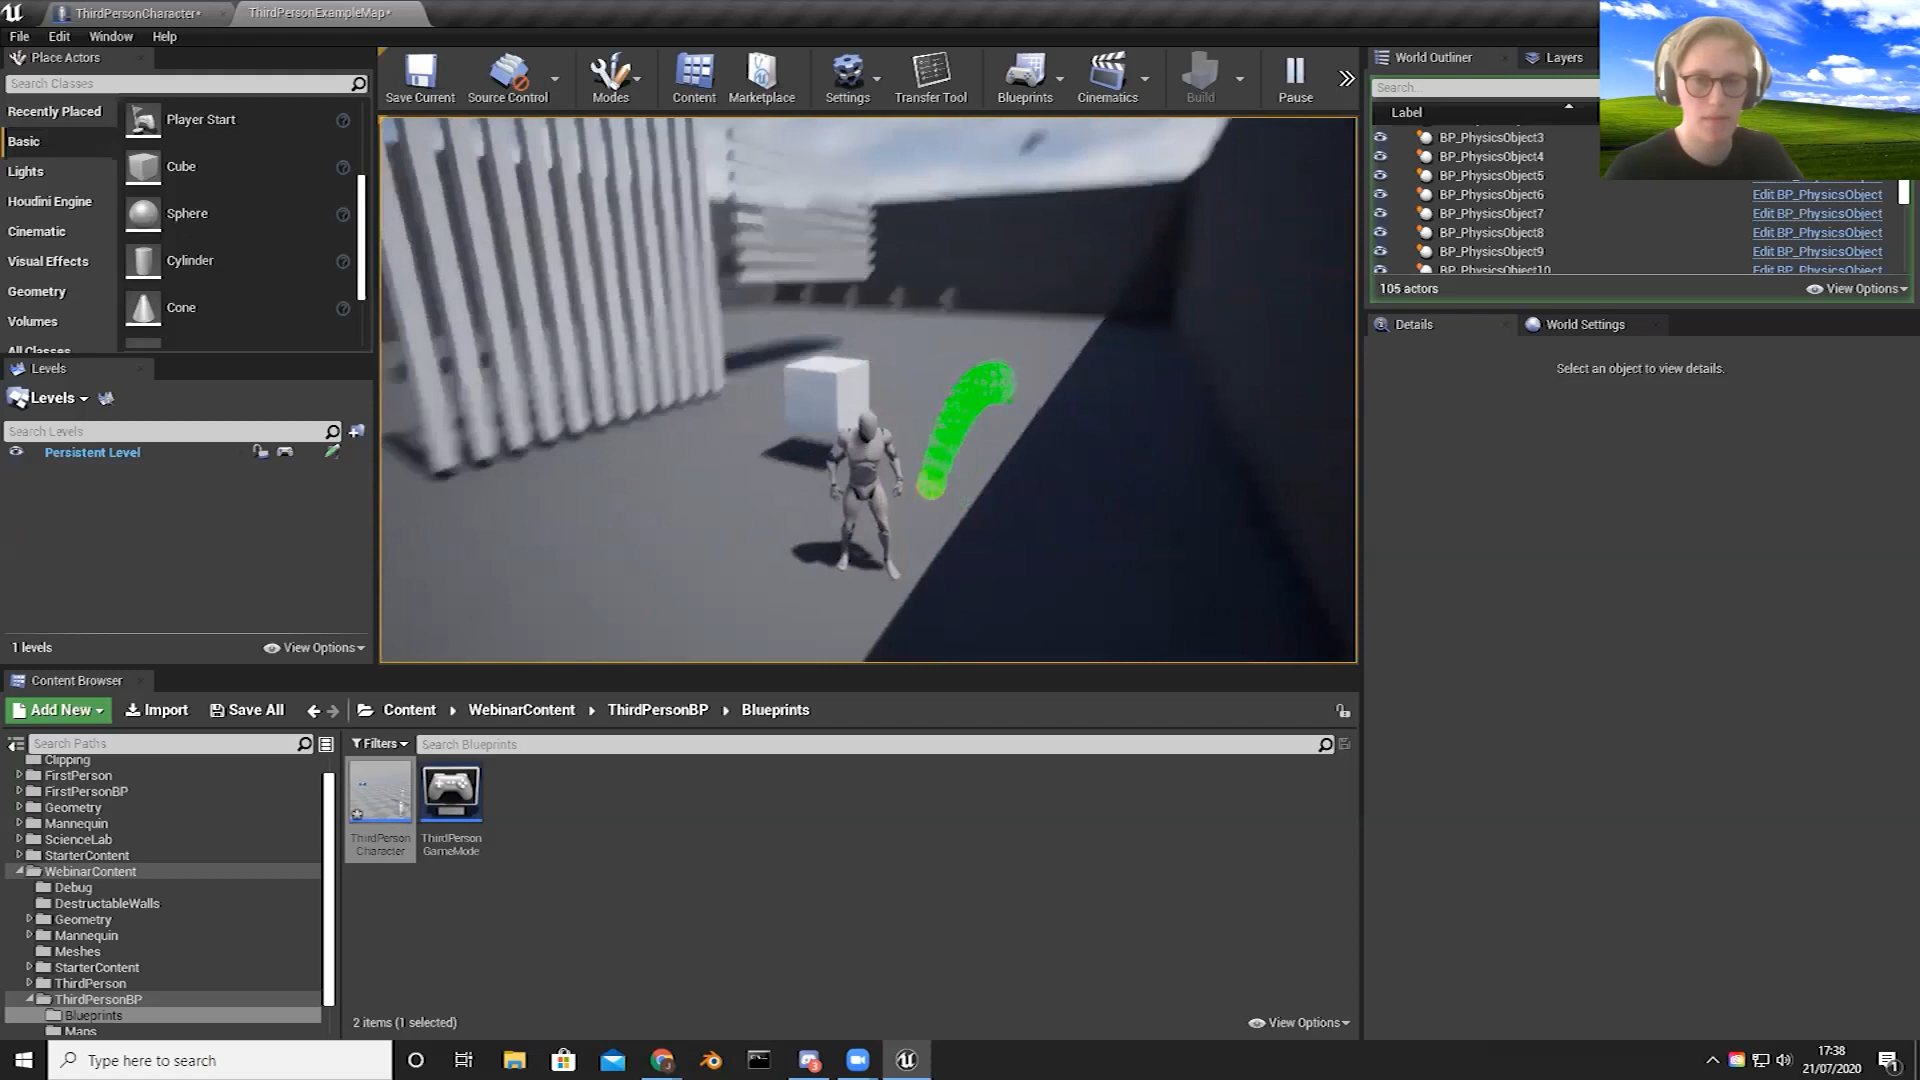 ThirdPersonCharacter*
ThirdPersonExampleMap*
File Edit Window Help
Place Actors
Search Classes
Recently Placed
Basic
Lights
Houdini Engine
Cinematic
Visual Effects
Geometry
Volumes
All Classes
Player Start
Cube
Sphere
Cylinder
Cone
Levels
Levels
Search Levels
Persistent Level
1 levels
View Options
Save Current
Source Control
Modes
Content
Marketplace
Settings
Transfer Tool
Blueprints
Cinematics
Build
Pause
World Outliner
Layers
Search...
Label
BP_PhysicsObject3
BP_PhysicsObject4
BP_PhysicsObject5
BP_PhysicsObject6 Edit BP_PhysicsObject
BP_PhysicsObject7 Edit BP_PhysicsObject
BP_PhysicsObject8 Edit BP_PhysicsObject
BP_PhysicsObject9 Edit BP_PhysicsObject
BP_PhysicsObject10 Edit BP_PhysicsObject
105 actors
View Options
Details
World Settings
Select an object to view details.
Content Browser
Add New Import Save All
Content WebinarContent ThirdPersonBP Blueprints
Search Paths
Clipping
FirstPerson
FirstPersonBP
Geometry
Mannequin
ScienceLab
StarterContent
WebinarContent
Debug
DestructableWalls
Geometry
Mannequin
Meshes
StarterContent
ThirdPerson
ThirdPersonBP
Blueprints
Maps
Filters
Search Blueprints
ThirdPerson
Character
ThirdPerson
GameMode
2 items (1 selected)
View Options
Type here to search
3
17:38
21/07/2020
1